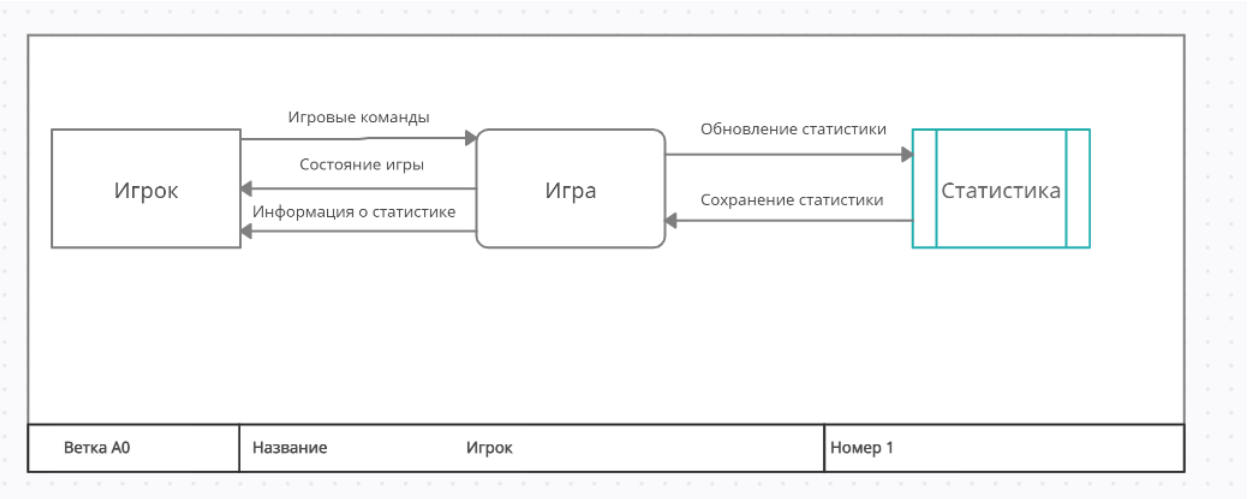 Игровые команды
Обновление статистики
Состояние игры
Игрок
Игра
Статистика
Сохранение статистики
Информация о статистике
Ветка А0
Название
Игрок
Номер 1